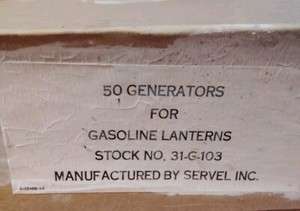 50 GENERATORS
FOR
GASOLINE LANTERNS
STOCK NO. 31-G-103
MANUFACTURED BY SERVEL INC.